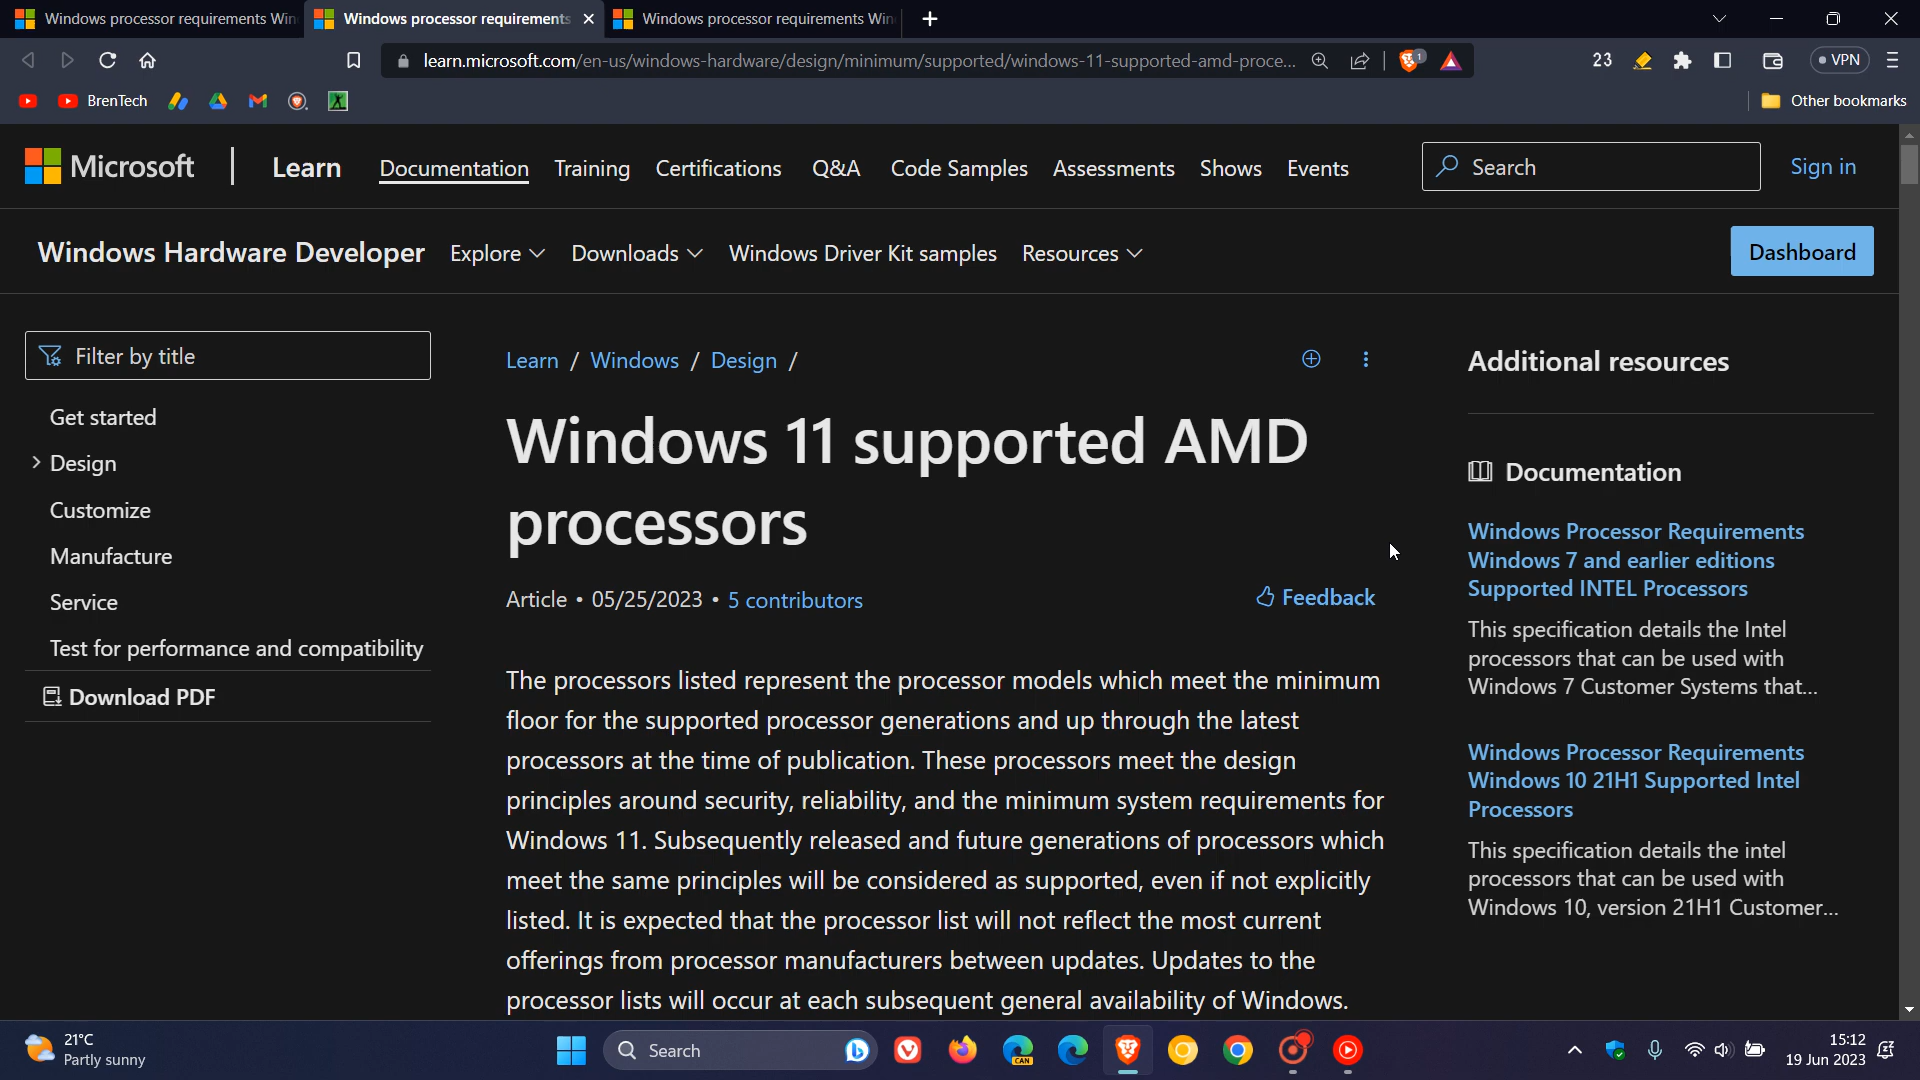 Windows processor requirements Win
Windows processor requirements
Windows processor requirements Win
learn.microsoft.com/en-us/windows-hardware/design/minimum/supported/windows-11-supported-amd-proce...
1
23
VPN
BrenTech
Other bookmarks
Microsoft
Learn
Documentation
Training
Certifications
Q&A
Code Samples
Assessments
Shows
Events
Search
Sign in
Windows Hardware Developer
Explore
Downloads
Windows Driver Kit samples
Resources
Dashboard
Filter by title
Get started
Design
Customize
Manufacture
Service
Test for performance and compatibility
Download PDF
Learn / Windows / Design /
Windows 11 supported AMD
processors
Article • 05/25/2023 • 5 contributors
Feedback
The processors listed represent the processor models which meet the minimum
floor for the supported processor generations and up through the latest
processors at the time of publication. These processors meet the design
principles around security, reliability, and the minimum system requirements for
Windows 11. Subsequently released and future generations of processors which
meet the same principles will be considered as supported, even if not explicitly
listed. It is expected that the processor list will not reflect the most current
offerings from processor manufacturers between updates. Updates to the
processor lists will occur at each subsequent general availability of Windows.
Additional resources
Documentation
Windows Processor Requirements
Windows 7 and earlier editions
Supported INTEL Processors
This specification details the Intel
processors that can be used with
Windows 7 Customer Systems that...
Windows Processor Requirements
Windows 10 21H1 Supported Intel
Processors
This specification details the intel
processors that can be used with
Windows 10, version 21H1 Customer...
21°C
Partly sunny
Search
CAN
15:12
19 Jun 2023